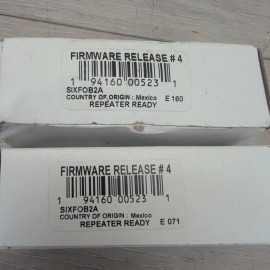 FIRMWARE RELEASE # 4
1 94160 00523 1
SIXFOB2A
COUNTRY OF ORIGIN : Mexico E 160
REPEATER READY
FIRMWARE RELEASE # 4
1 94160 00523 1
SIXFOB2A
COUNTRY OF ORIGIN : Mexico
REPEATER READY E 071